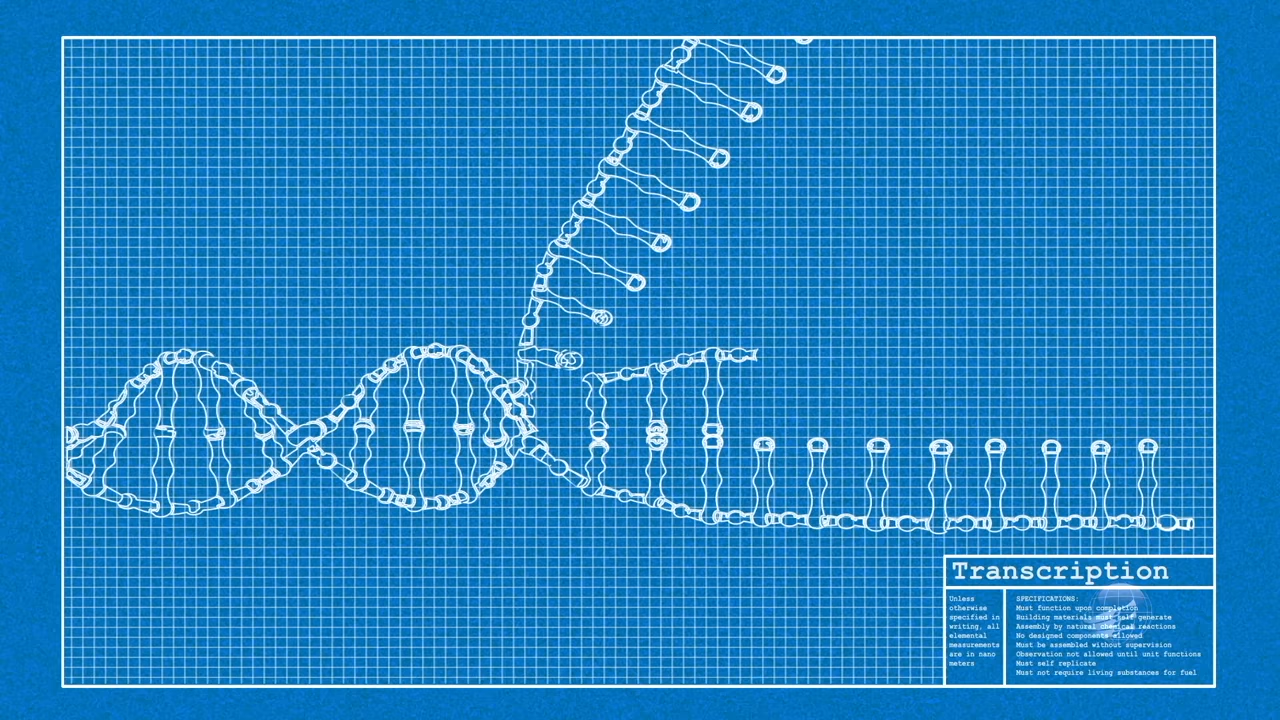 Transcription
Unless
otherwise
specified in
writing, all
elemental
measurements
are in nano
meters
SPECIFICATIONS:
Must function upon completion
Building materials must self generate
Assembly by natural chemical reactions
No designed components allowed
Must be assembled without supervision
Observation not allowed until unit functions
Must self replicate
Must not require living substances for fuel